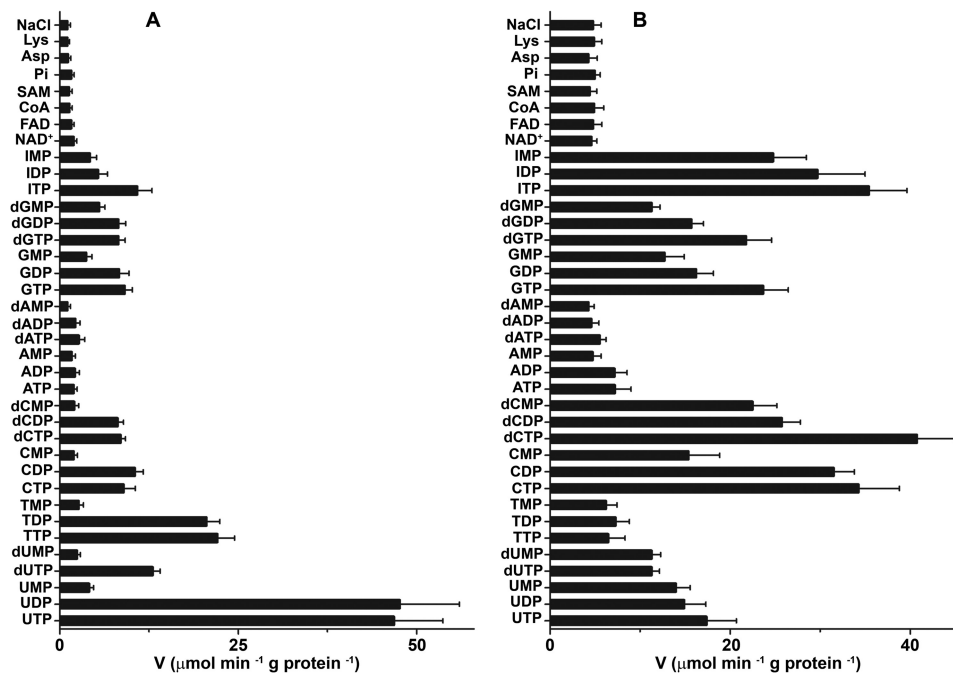 A
NaCl
Lys
Asp
Pi
SAM
CoA
FAD
NAD+
IMP
IDP
ITP
dGMP
dGDP
dGTP
GMP
GDP
GTP
dAMP
dADP
dATP
AMP
ADP
ATP
dCMP
dCDP
dCTP
CMP
CDP
CTP
TMP
TDP
TTP
dUMP
dUTP
UMP
UDP
UTP
0 25 50
V (μmol min -1 g protein -1)
B
NaCl
Lys
Asp
Pi
SAM
CoA
FAD
NAD+
IMP
IDP
ITP
dGMP
dGDP
dGTP
GMP
GDP
GTP
dAMP
dADP
dATP
AMP
ADP
ATP
dCMP
dCDP
dCTP
CMP
CDP
CTP
TMP
TDP
TTP
dUMP
dUTP
UMP
UDP
UTP
0 20 40
V (μmol min -1 g protein -1)